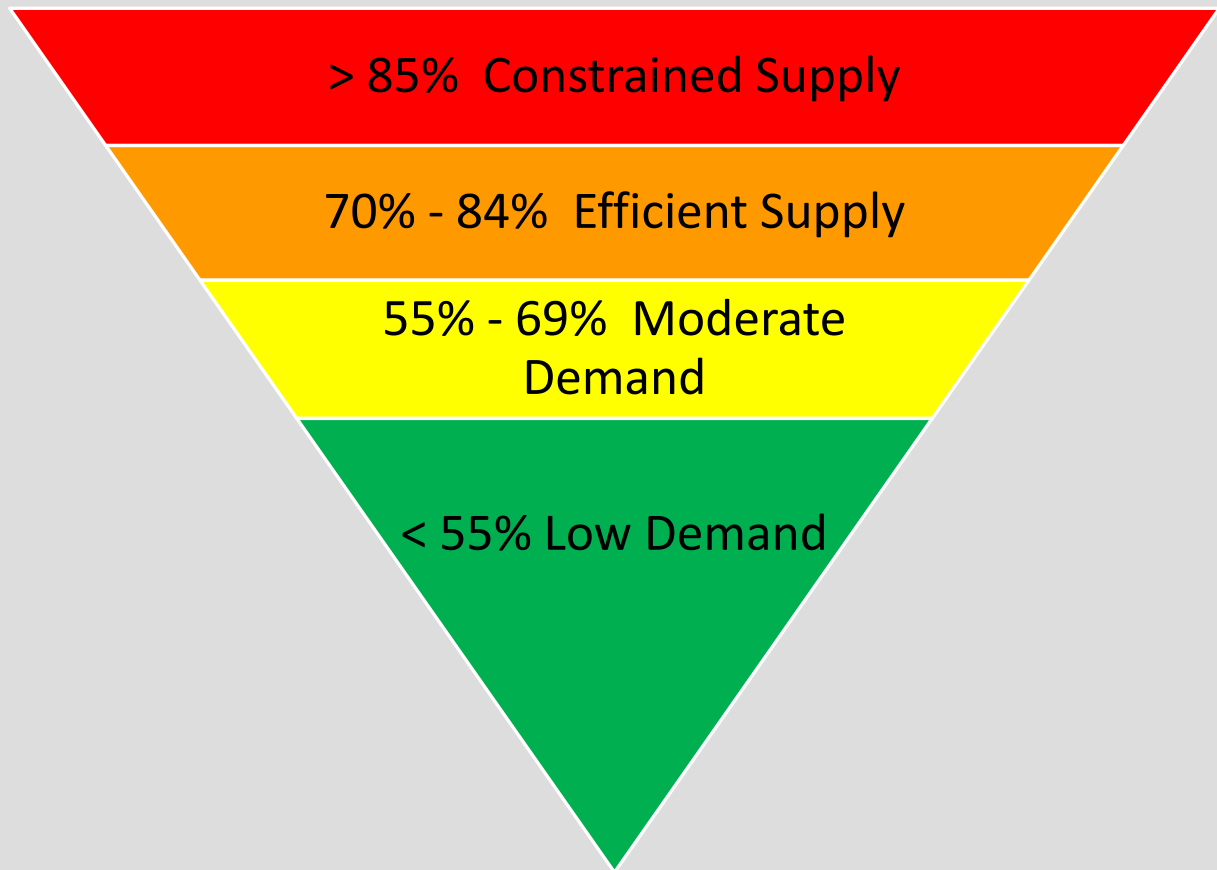 > 85%  Constrained Supply
70% - 84%  Efficient Supply
55% - 69%  Moderate
Demand
< 55% Low Demand